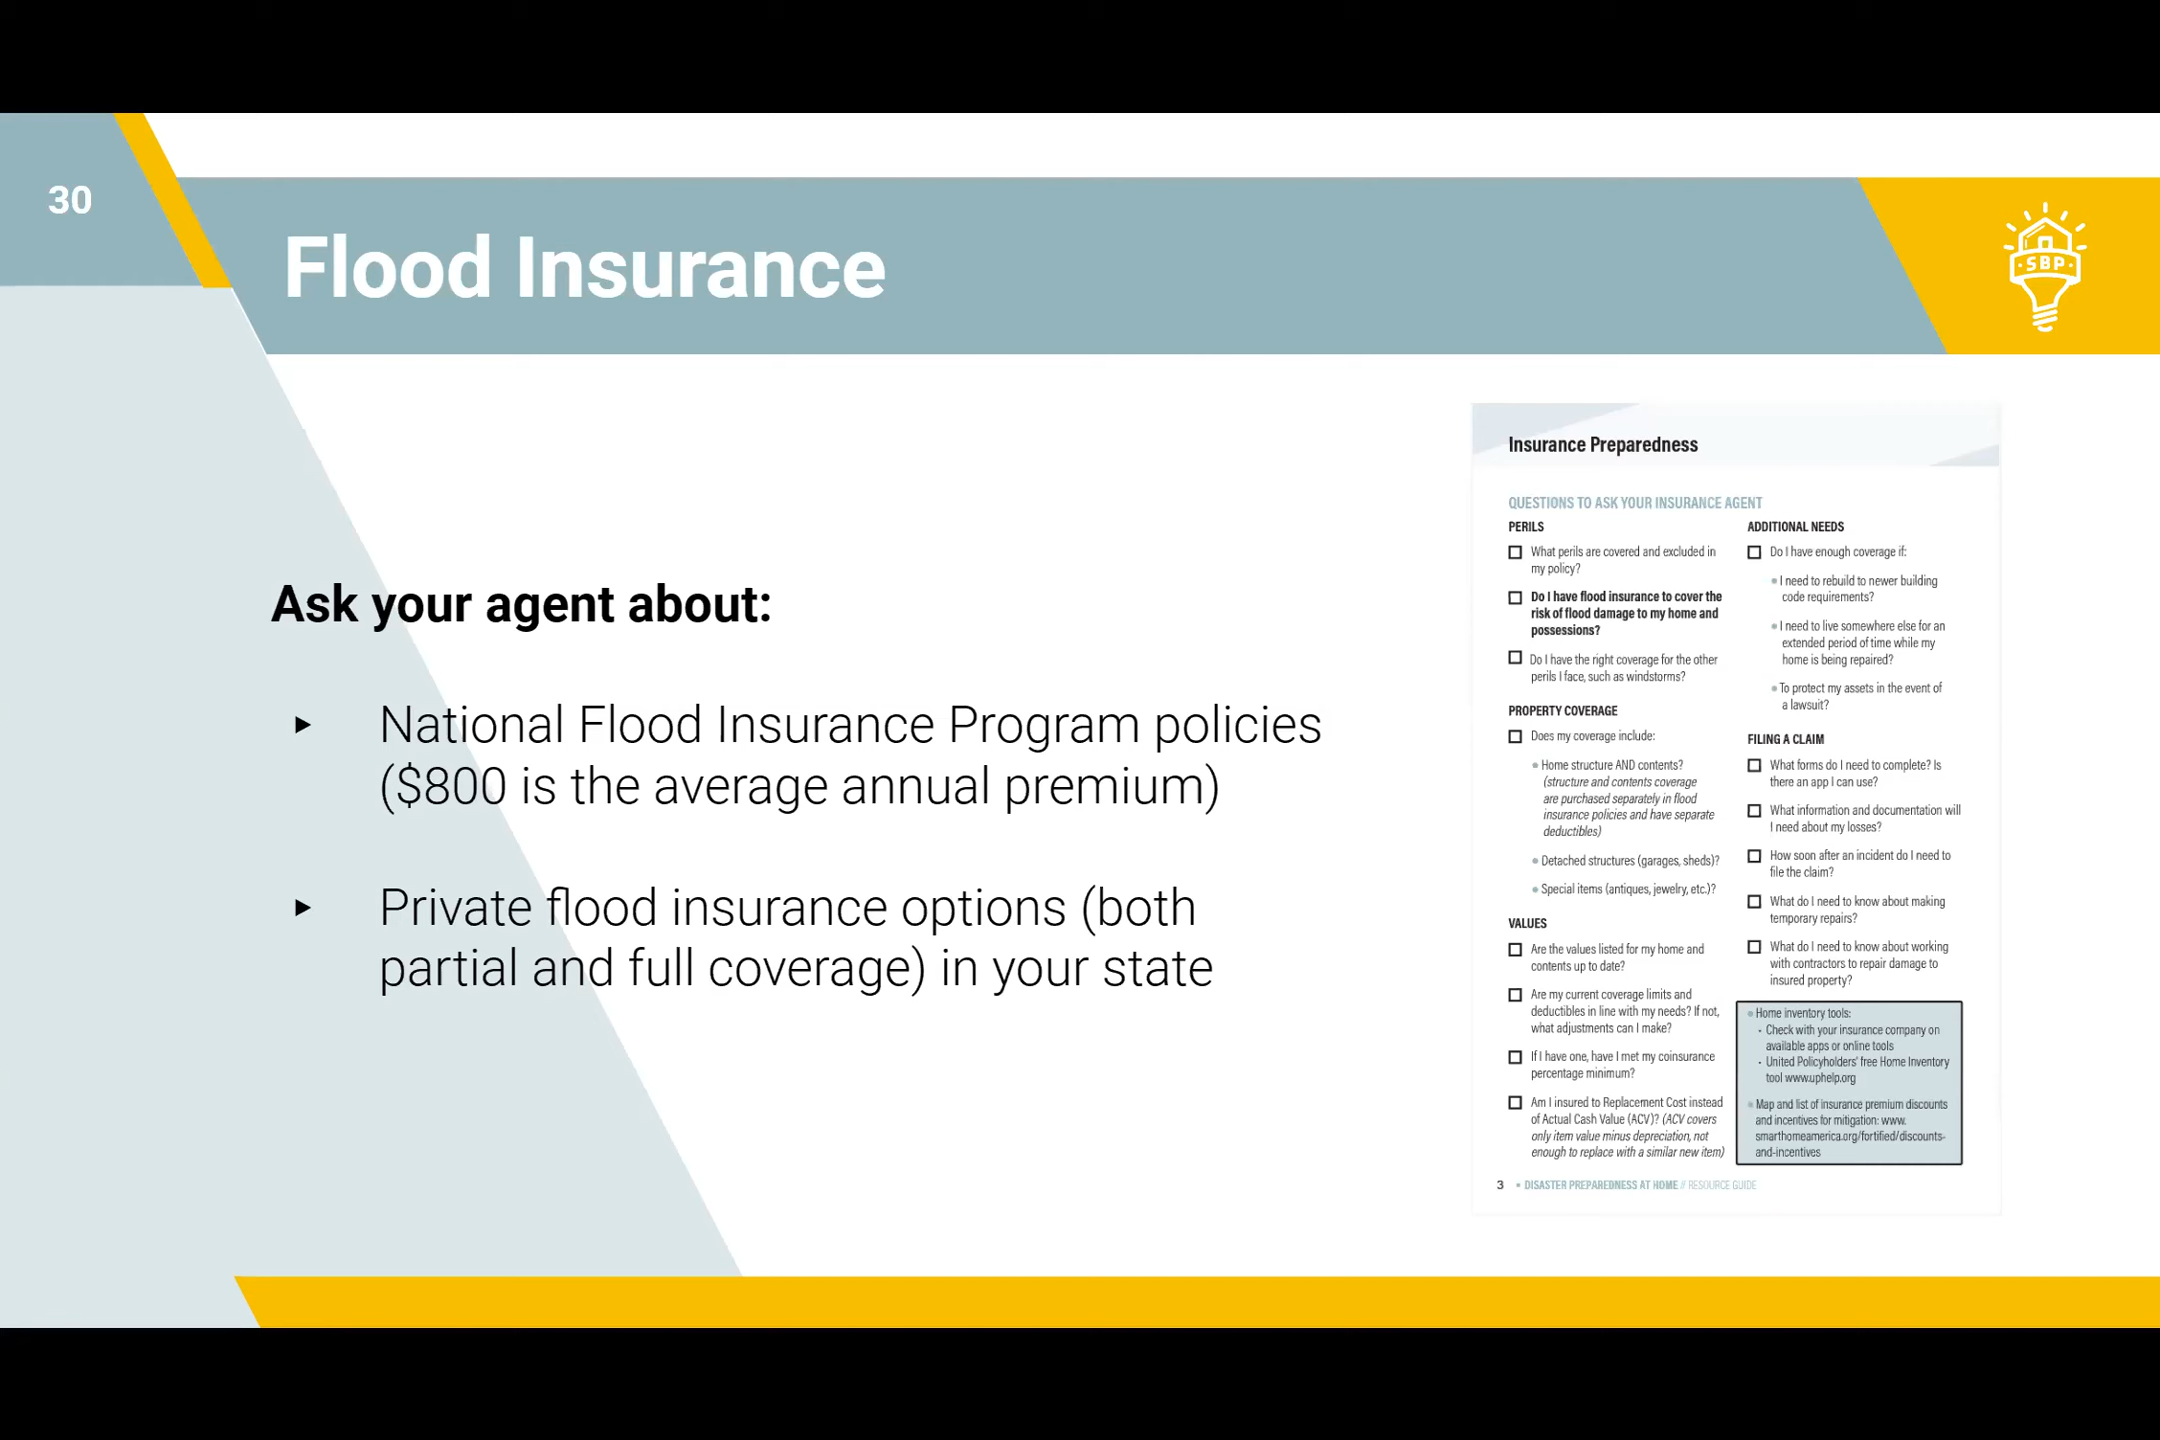 30
Flood Insurance
SBP
Ask your agent about:
▸ National Flood Insurance Program policies
($800 is the average annual premium)
▸ Private flood insurance options (both
partial and full coverage) in your state
Insurance Preparedness
QUESTIONS TO ASK YOUR INSURANCE AGENT
PERILS
What perils are covered and excluded in
my policy?
Do I have flood insurance to cover the
risk of flood damage to my home and
possessions?
Do I have the right coverage for the other
perils I face, such as windstorms?
PROPERTY COVERAGE
Does my coverage include:
• Home structure AND contents?
(structure and contents coverage
are purchased separately in flood
insurance policies and have separate
deductibles)
• Detached structures (garages, sheds)?
• Special items (antiques, jewelry, etc.)?
VALUES
Are the values listed for my home and
contents up to date?
Are my current coverage limits and
deductibles in line with my needs? If not,
what adjustments can I make?
If I have one, have I met my coinsurance
percentage minimum?
Am I insured to Replacement Cost instead
of Actual Cash Value (ACV)? (ACV covers
only item value minus depreciation, not
enough to replace with a similar new item)
ADDITIONAL NEEDS
Do I have enough coverage if:
• I need to rebuild to newer building
code requirements?
• I need to live somewhere else for an
extended period of time while my
home is being repaired?
• To protect my assets in the event of
a lawsuit?
FILING A CLAIM
What forms do I need to complete? Is
there an app I can use?
What information and documentation will
I need about my losses?
How soon after an incident do I need to
file the claim?
What do I need to know about making
temporary repairs?
What do I need to know about working
with contractors to repair damage to
insured property?
• Home inventory tools:
- Check with your insurance company on
available apps or online tools
- United Policyholders' free Home Inventory
tool www.uphelp.org
• Map and list of insurance premium discounts
and incentives for mitigation: www.
smarthomeamerica.org/fortified/discounts-
and-incentives
3 • DISASTER PREPAREDNESS AT HOME // RESOURCE GUIDE